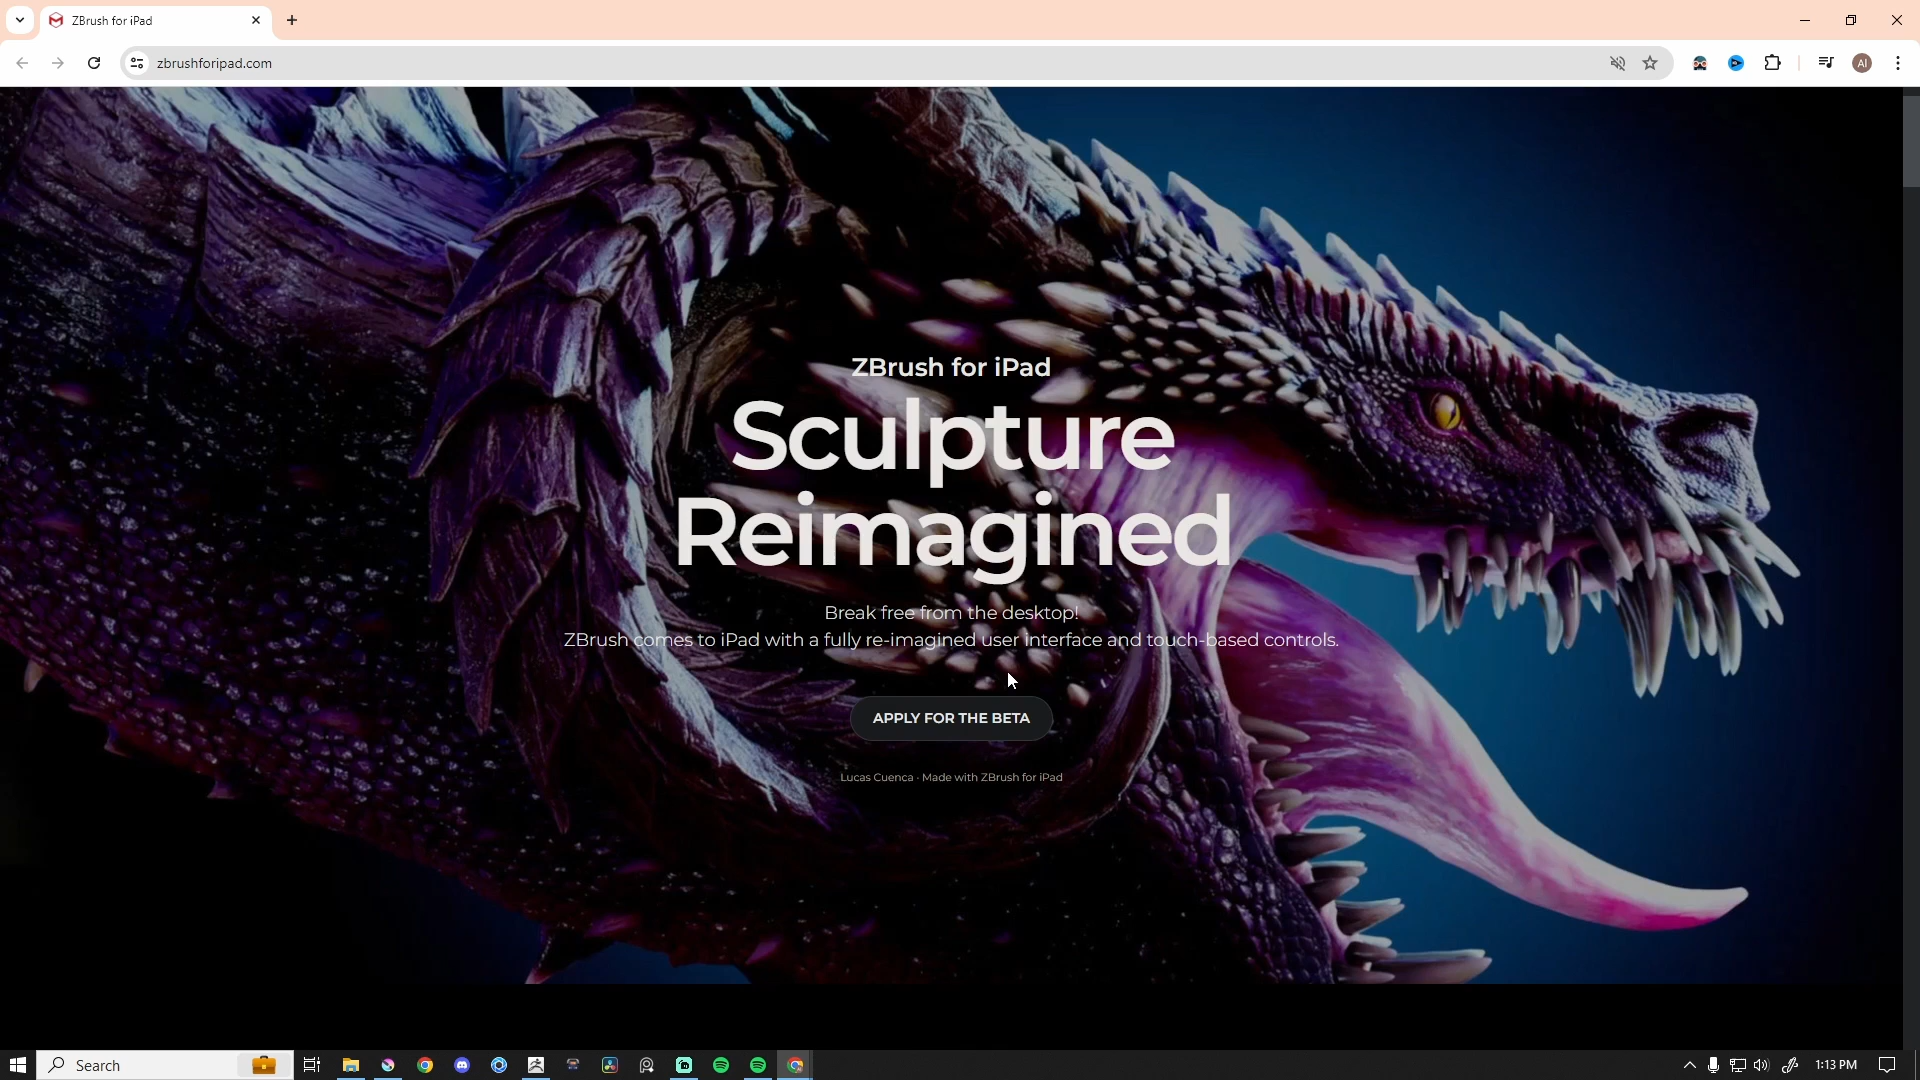 ZBrush for iPad
zbrushforipad.com
AI
ZBrush for iPad
Sculpture
Reimagined
Break free from the desktop!
ZBrush comes to iPad with a fully re-imagined user interface and touch-based controls.
APPLY FOR THE BETA
Lucas Cuenca - Made with ZBrush for iPad
Search
1:13 PM